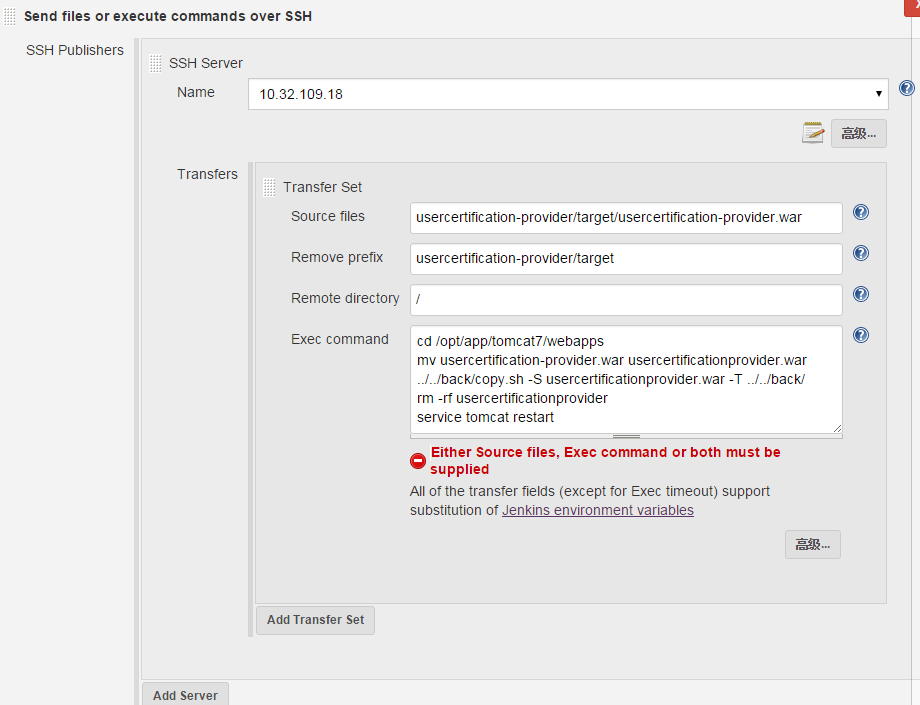 Send files or execute commands over SSH
SSH Publishers
SSH Server
Name
10.32.109.18
高级...
Transfers
Transfer Set
Source files
usercertification-provider/target/usercertification-provider.war
Remove prefix
usercertification-provider/target
Remote directory
/
Exec command
cd /opt/app/tomcat7/webapps
mv usercertification-provider.war usercertificationprovider.war
../../back/copy.sh -S usercertificationprovider.war -T ../../back/
rm -rf usercertificationprovider
service tomcat restart
Either Source files, Exec command or both must be
supplied
All of the transfer fields (except for Exec timeout) support
substitution of Jenkins environment variables
高级...
Add Transfer Set
Add Server